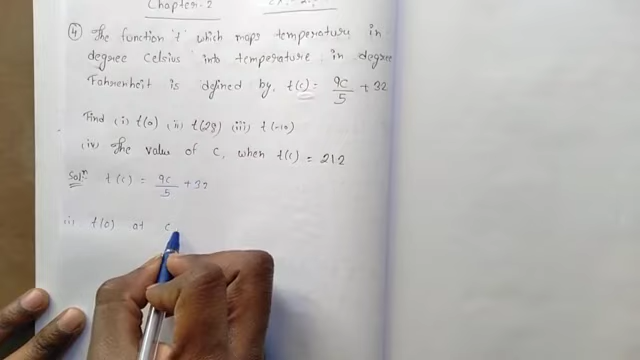 Chapter-2
④ The function 't' which maps temperature in
degree Celsius into temperature in degree
Fahrenheit is defined by, t(c) = 9C/5 + 32
Find (i) t(0) (ii) t(28) (iii) t(-10)
(iv) The value of C, when t(c) = 212
Soln: t(c) = 9C/5 + 32
(i) t(0) at c